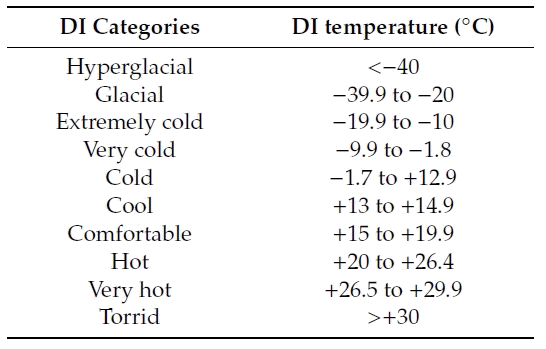 DI Categories DI temperature (°C)
Hyperglacial <−40
Glacial −39.9 to −20
Extremely cold −19.9 to −10
Very cold −9.9 to −1.8
Cold −1.7 to +12.9
Cool +13 to +14.9
Comfortable +15 to +19.9
Hot +20 to +26.4
Very hot +26.5 to +29.9
Torrid >+30